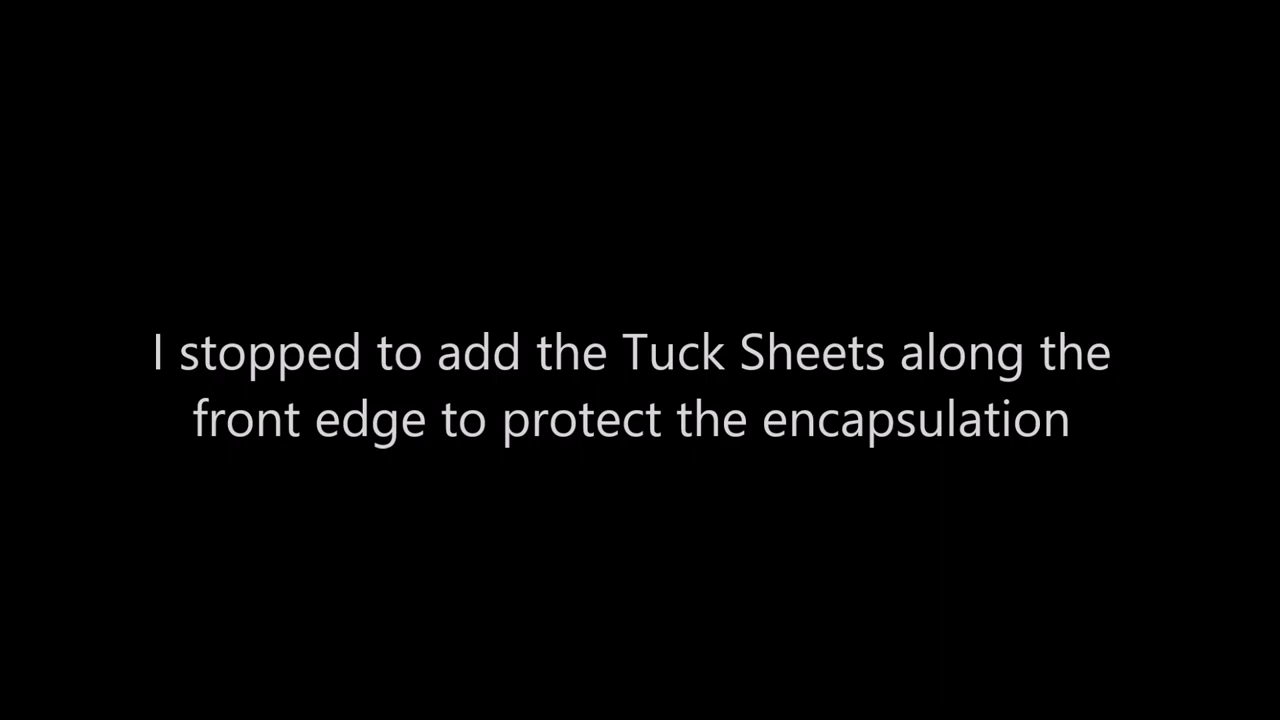 I stopped to add the Tuck Sheets along the
front edge to protect the encapsulation